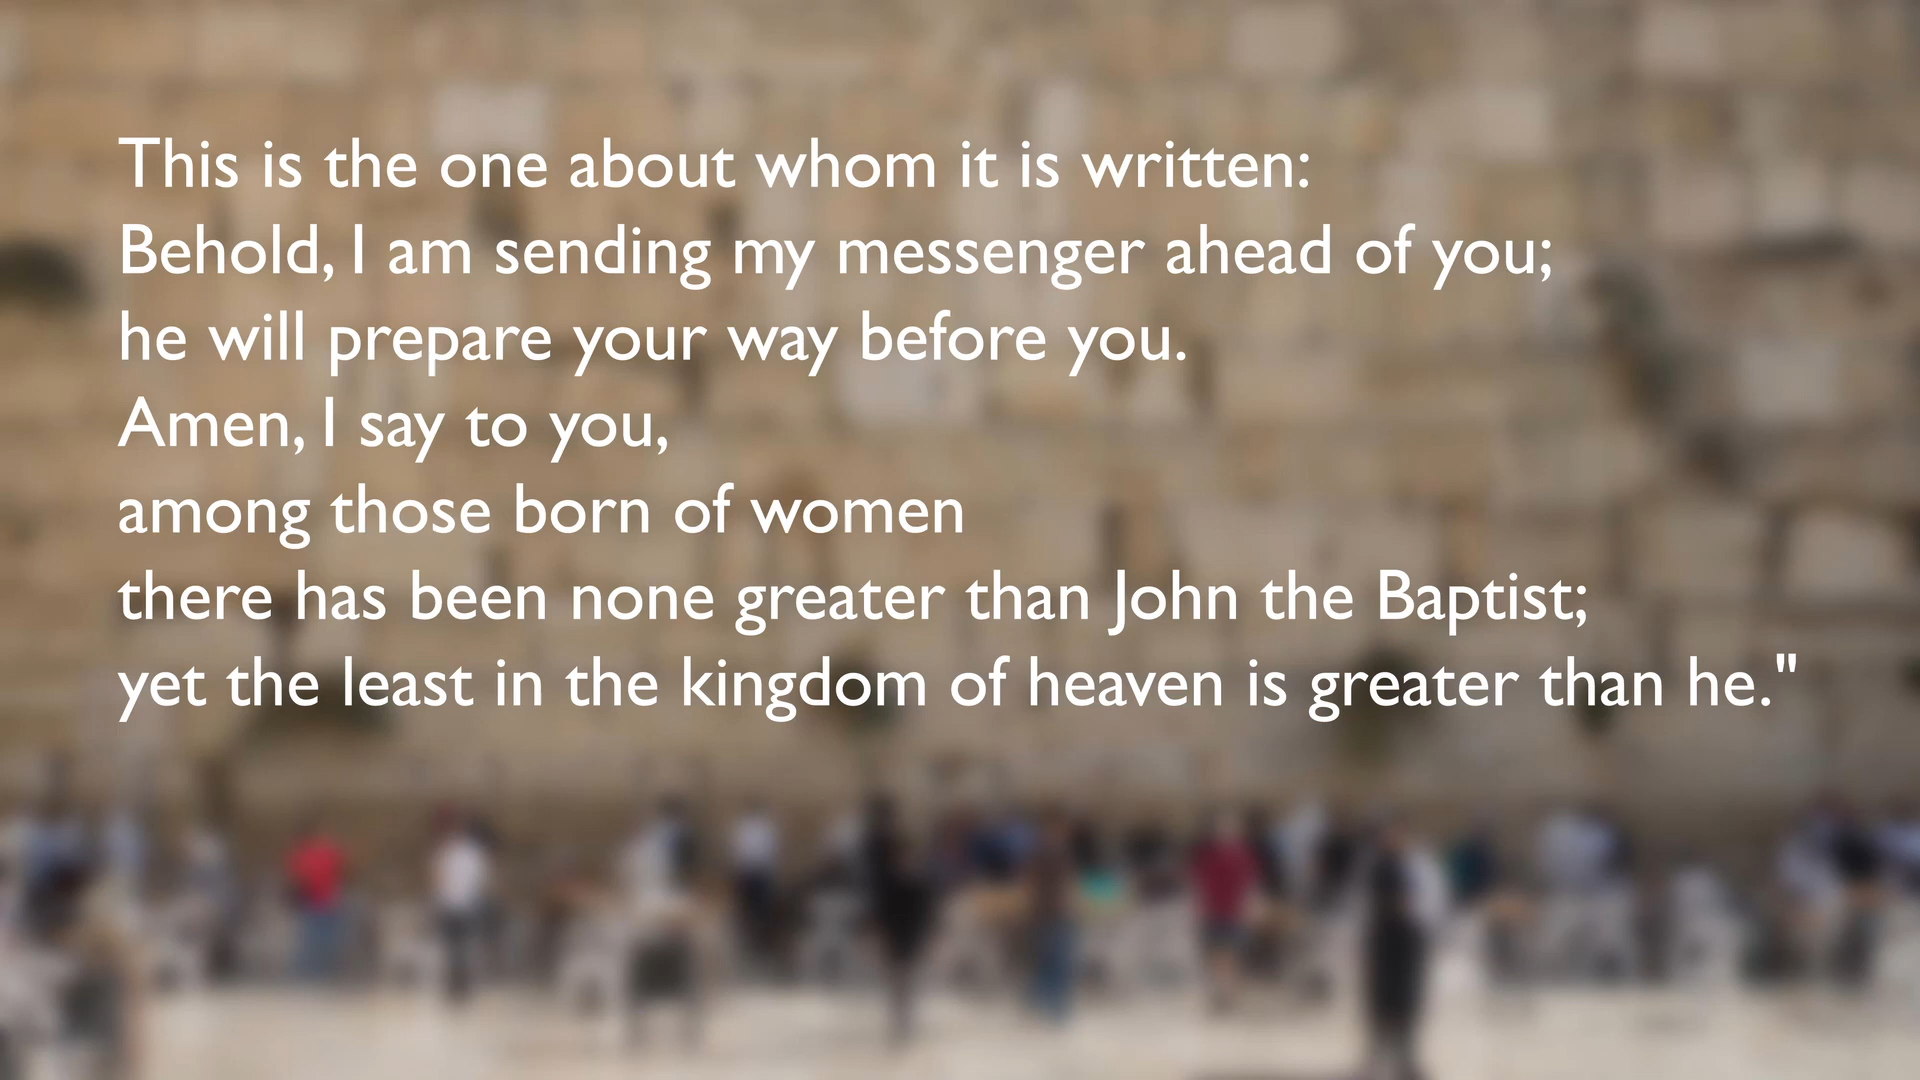 This is the one about whom it is written:
Behold, I am sending my messenger ahead of you;
he will prepare your way before you.
Amen, I say to you,
among those born of women
there has been none greater than John the Baptist;
yet the least in the kingdom of heaven is greater than he."